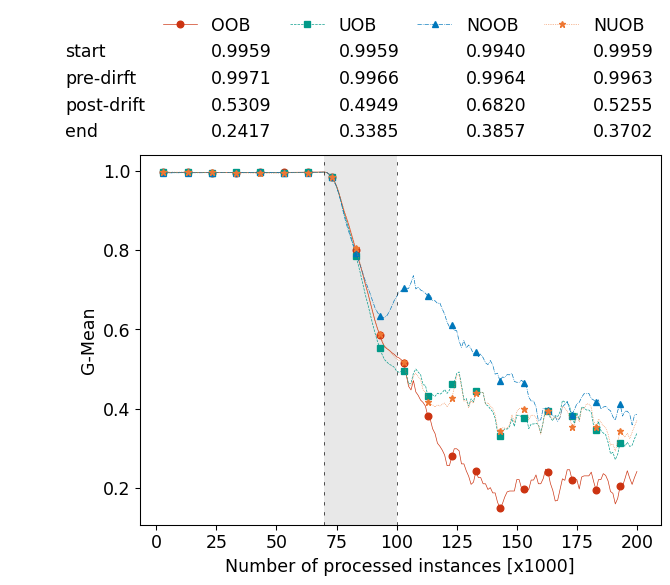 OOB UOB NOOB NUOB
start 0.9959 0.9959 0.9940 0.9959
pre-dirft 0.9971 0.9966 0.9964 0.9963
post-drift 0.5309 0.4949 0.6820 0.5255
end 0.2417 0.3385 0.3857 0.3702
1.0
0.8
0.6
0.4
0.2
G-Mean
0 25 50 75 100 125 150 175 200
Number of processed instances [x1000]